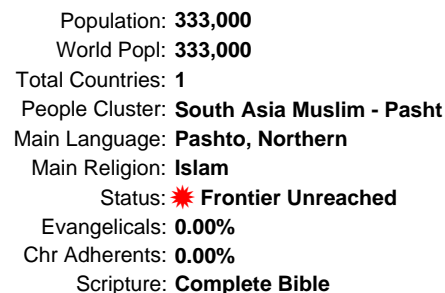 Population: 333,000
World Popl: 333,000
Total Countries: 1
People Cluster: South Asia Muslim - Pasht
Main Language: Pashto, Northern
Main Religion: Islam
Status: Frontier Unreached
Evangelicals: 0.00%
Chr Adherents: 0.00%
Scripture: Complete Bible